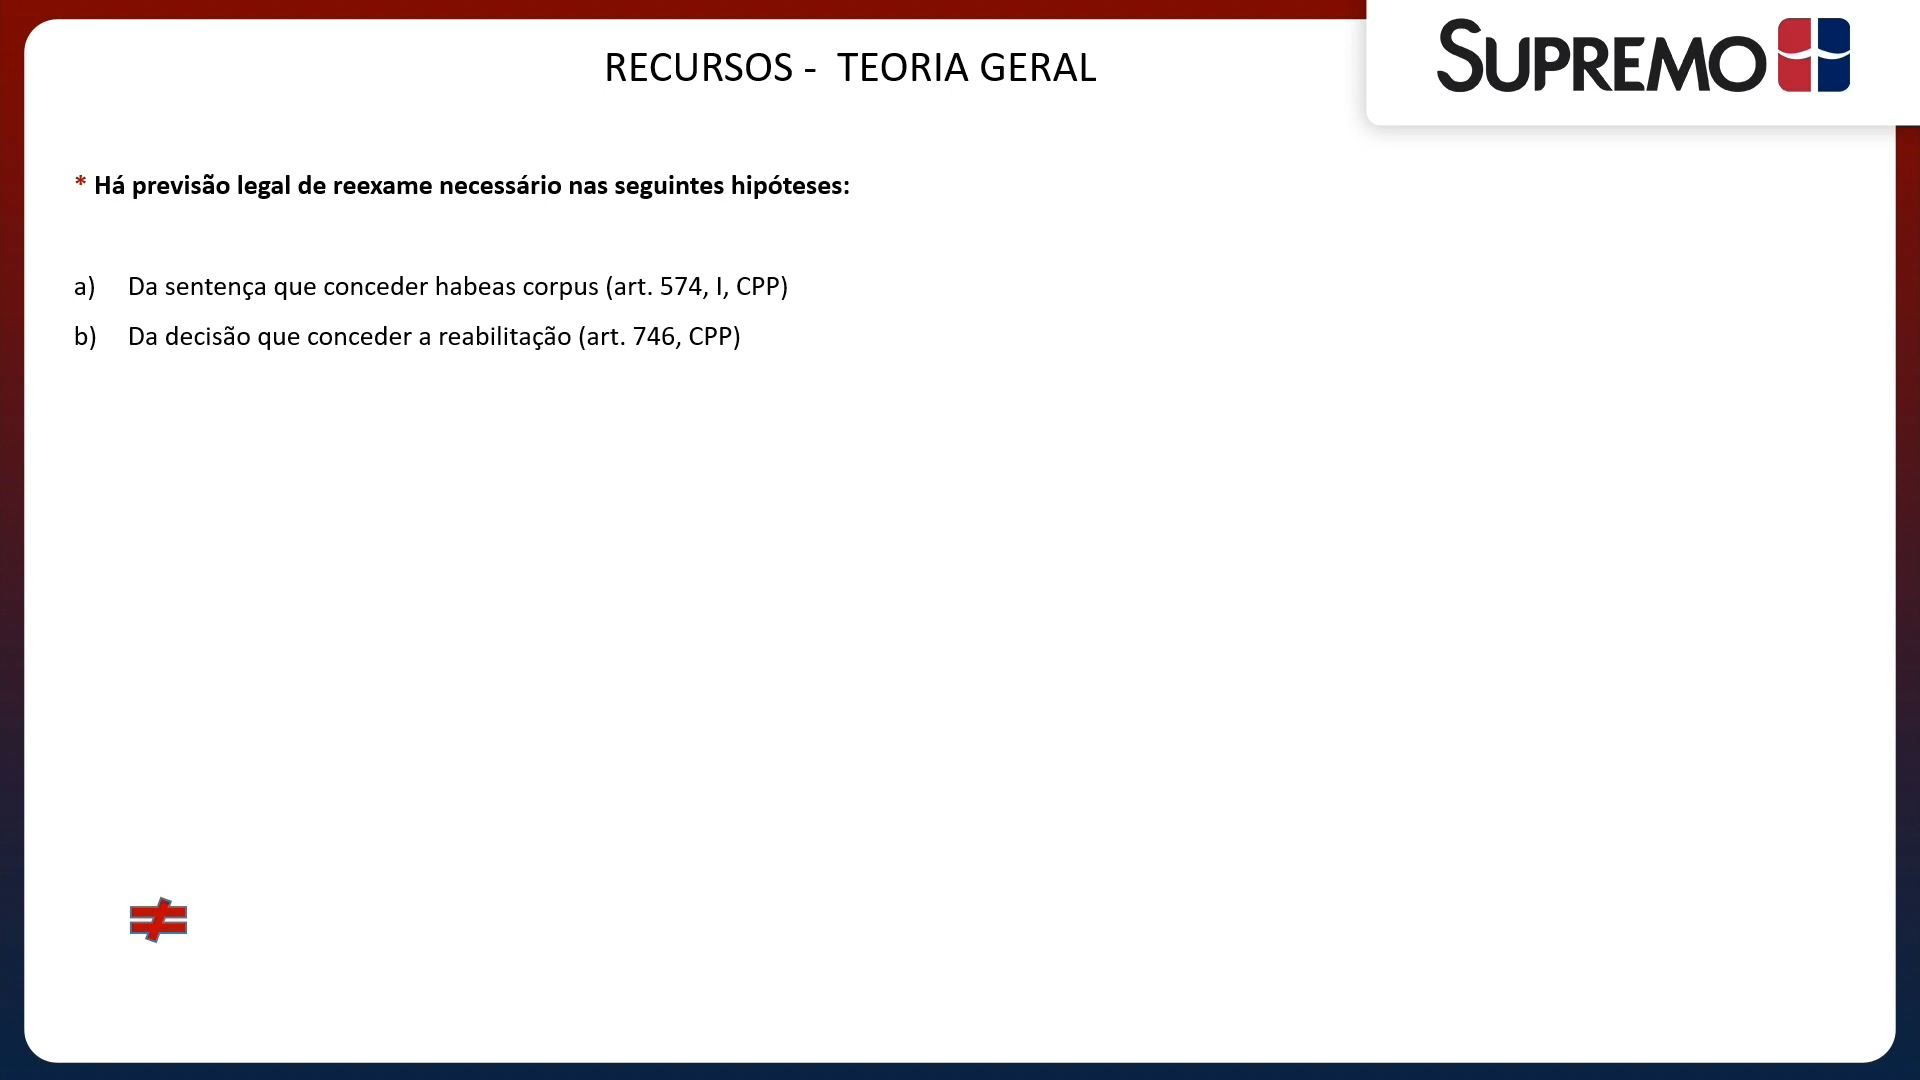 RECURSOS - TEORIA GERAL
SUPREMO
* Há previsão legal de reexame necessário nas seguintes hipóteses:
a) Da sentença que conceder habeas corpus (art. 574, I, CPP)
b) Da decisão que conceder a reabilitação (art. 746, CPP)